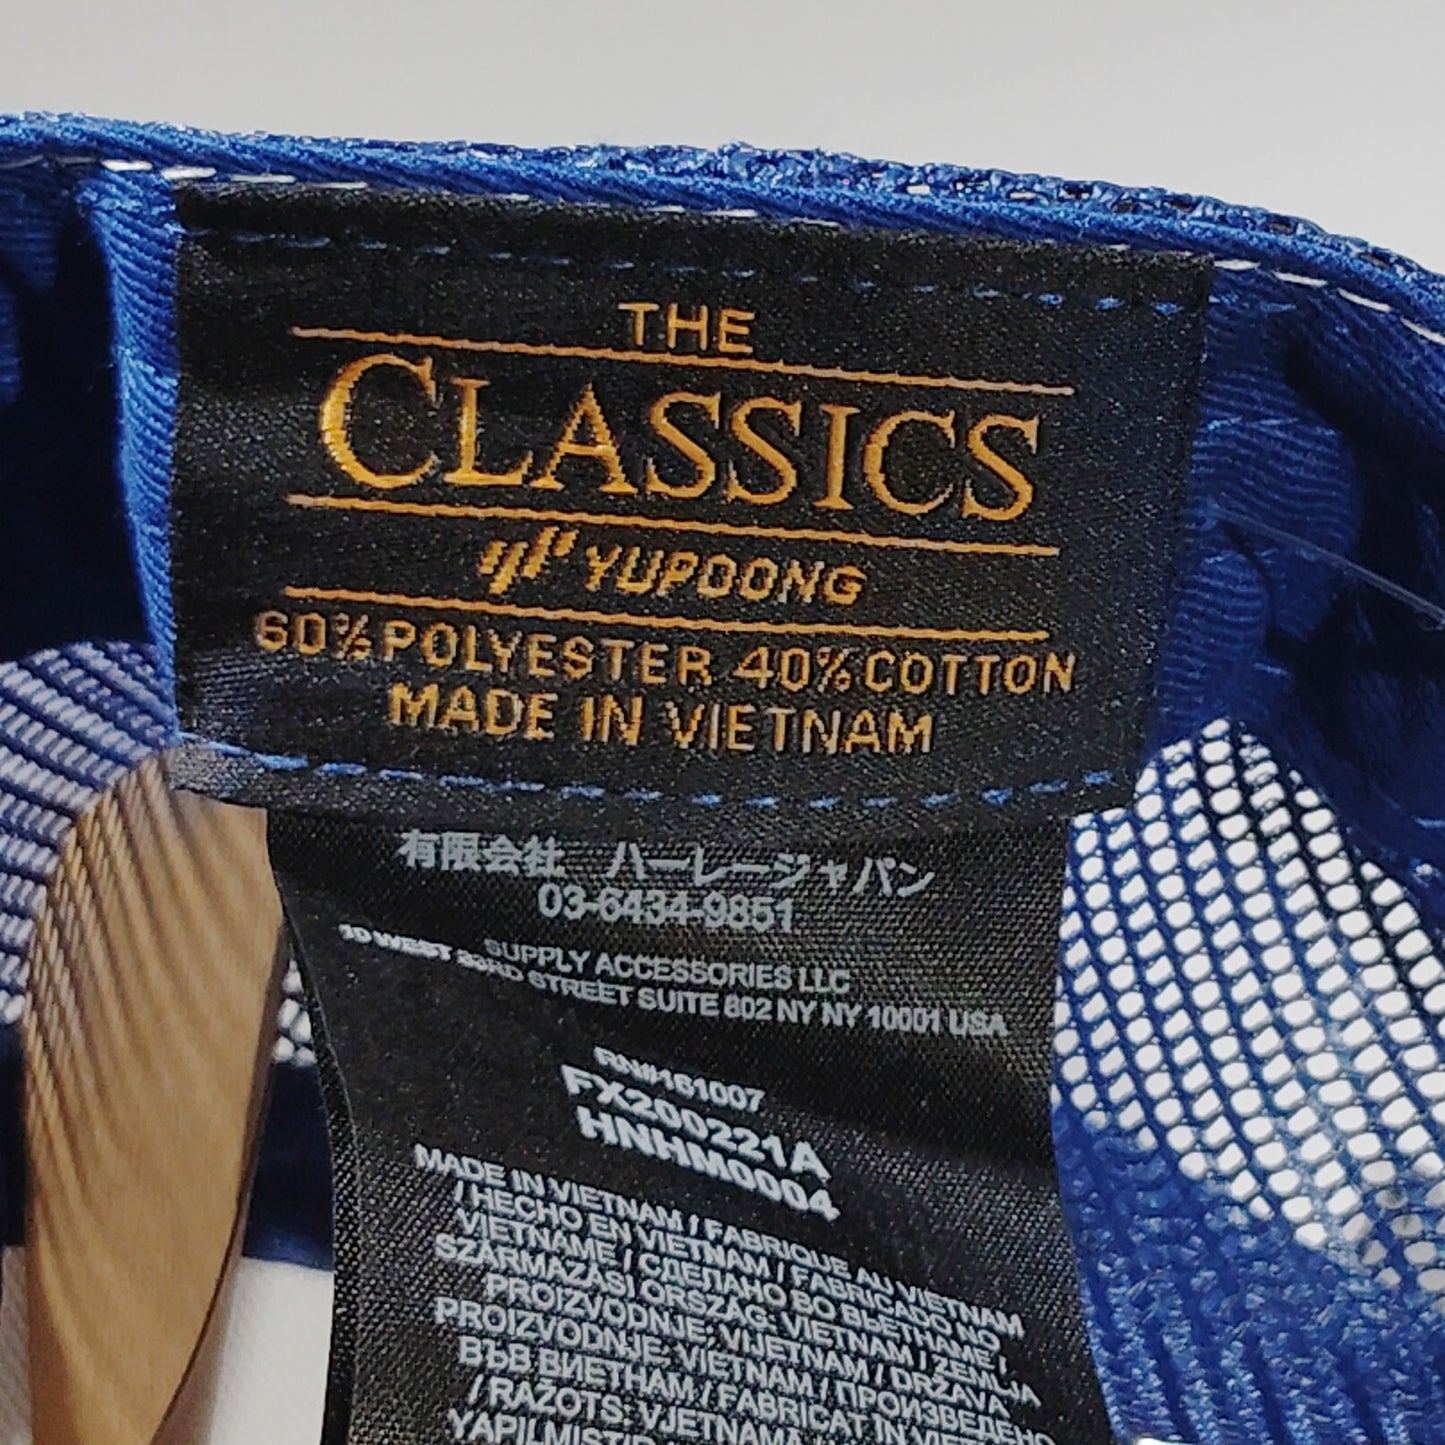 THE
CLASSICS
YUPOONG
60% POLYESTER 40% COTTON
MADE IN VIETNAM
有限会社 ハーレージャパン
03-6434-9851
SUPPLY ACCESSORIES LLC
10 WEST 33RD STREET SUITE 802 NY NY 10001 USA
RN#161007
FX200221A
HNHM0004
MADE IN VIETNAM / FABRIQUE AU VIETNAM
/ HECHO EN VIETNAM / FABRICADO NO
VIETNAME / СДЕЛАНО ВО ВЬЕТНАМЕ /
SZÁRMAZÁSI ORSZÁG: VIETNAM / ZEMLJA
PROIZVODNJE: VIJETNAM / DRŽAVA
PROIZVODNJE: VIETNAM / ПРОИЗВЕДЕНО
ВЪВ ВИЕТНАМ / FABRICAT ÎN VIETNAM
/ RAŽOTS: VJETNAMA /